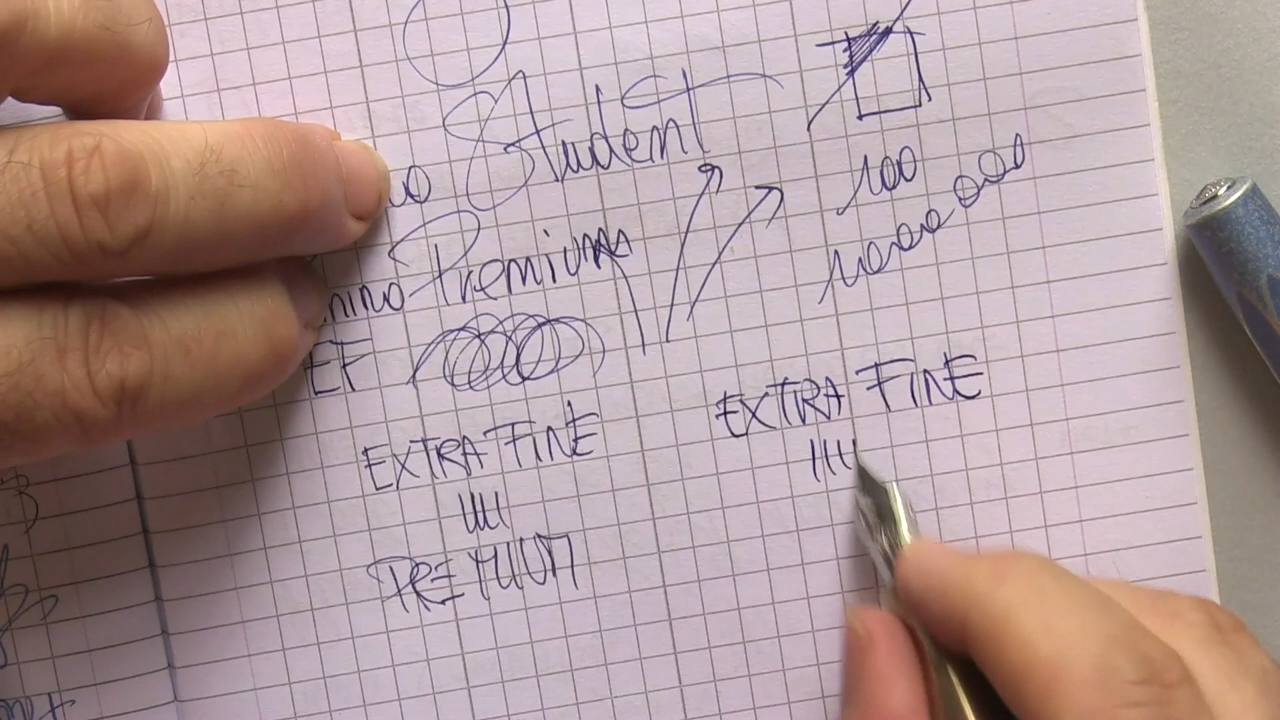 Student
100
Premium
EF
EXTRA FINE
EXTRA FINE
PREMIUM